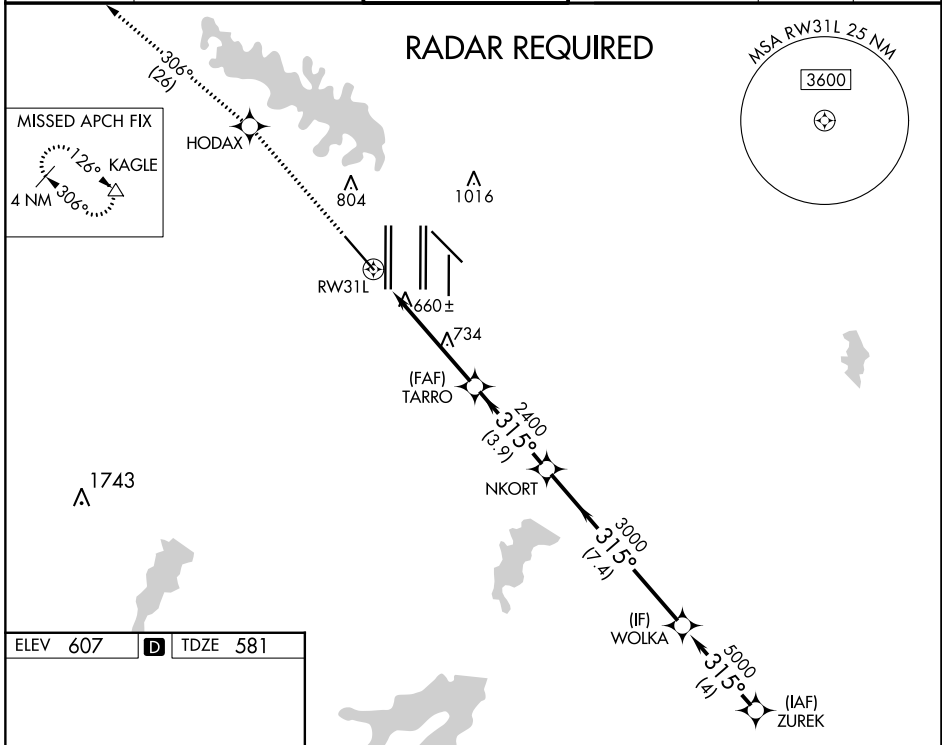 RADAR REQUIRED
MSA RW31L 25 NM
3600
306°
(26)
HODAX
MISSED APCH FIX
126°
KAGLE
4 NM
306°
804
1016
RW31L
660 ±
734
(FAF)
TARRO
2400
315°
(3.9)
NKORT
1743
3000
315°
(7.4)
(IF)
WOLKA
5000
315°
(4)
(IAF)
ZUREK
ELEV 607 D TDZE 581